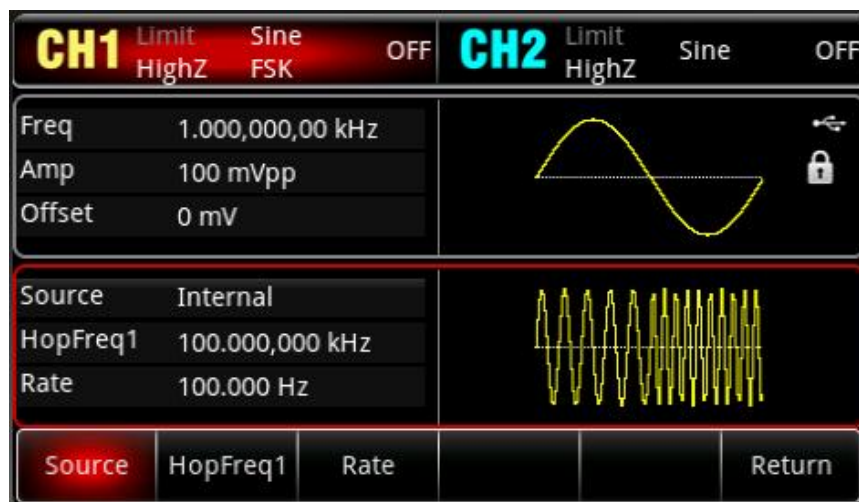 CH1 Limit Sine OFF CH2 Limit Sine OFF
HighZ FSK HighZ
Freq 1.000,000,00 kHz
Amp 100 mVpp
Offset 0 mV
Source Internal
HopFreq1 100.000,000 kHz
Rate 100.000 Hz
Source HopFreq1 Rate Return